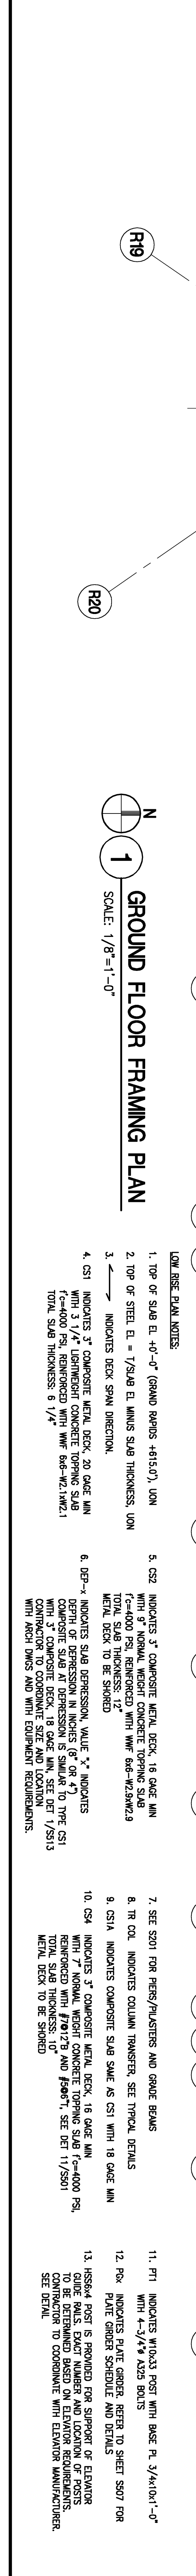 R19
R20
N
1
GROUND FLOOR FRAMING PLAN
SCALE: 1/8"=1'-0"
LOW RISE PLAN NOTES:
1. TOP OF SLAB EL +0'-0" (GRAND RAPIDS +615.0'), UON
2. TOP OF STEEL EL = T/SLAB EL MINUS SLAB THICKNESS, UON
3. INDICATES DECK SPAN DIRECTION.
4. CS1 INDICATES 3" COMPOSITE METAL DECK, 20 GAGE MIN
WITH 3 1/4" LIGHTWEIGHT CONCRETE TOPPING SLAB
f'c=4000 PSI, REINFORCED WITH WWF 6x6-W2.1xW2.1
TOTAL SLAB THICKNESS: 6 1/4"
5. CS2 INDICATES 3" COMPOSITE METAL DECK, 16 GAGE MIN
WITH 9" NORMAL WEIGHT CONCRETE TOPPING SLAB
f'c=4000 PSI, REINFORCED WITH WWF 6x6-W2.9xW2.9
TOTAL SLAB THICKNESS: 12"
METAL DECK TO BE SHORED
6. DEP-x INDICATES SLAB DEPRESSION, VALUE "x" INDICATES
DEPTH OF DEPRESSION IN INCHES (8" OR 4")
COMPOSITE SLAB AT DEPRESSION IS SIMILAR TO TYPE CS1
WITH 3" COMPOSITE DECK, 18 GAGE MIN, SEE DET 1/S513
CONTRACTOR TO COORDINATE SIZE AND LOCATION
WITH ARCH DWGS AND WITH EQUIPMENT REQUIREMENTS.
7. SEE S201 FOR PIERS/PILASTERS AND GRADE BEAMS
8. TR COL INDICATES COLUMN TRANSFER, SEE TYPICAL DETAILS
9. CS1A INDICATES COMPOSITE SLAB SAME AS CS1 WITH 18 GAGE MIN
10. CS4 INDICATES 3" COMPOSITE METAL DECK, 16 GAGE MIN
WITH 7" NORMAL WEIGHT CONCRETE TOPPING SLAB f'c=4000 PSI,
REINFORCED WITH #7@12"B AND #5@6"T, SEE DET 11/S501
TOTAL SLAB THICKNESS: 10"
METAL DECK TO BE SHORED
11. PT1 INDICATES W10x33 POST WITH BASE PL 3/4x10x1'-0"
WITH 4-3/4"ø A325 BOLTS
12. PGx INDICATES PLATE GIRDER. REFER TO SHEET S507 FOR
PLATE GIRDER SCHEDULE AND DETAILS
13. HSS6x4 POST IS PROVIDED FOR SUPPORT OF ELEVATOR
GUIDE RAILS. EXACT NUMBER AND LOCATION OF POSTS
TO BE DETERMINED BASED ON ELEVATOR REQUIREMENTS.
CONTRACTOR TO COORDINATE WITH ELEVATOR MANUFACTURER.
SEE DETAIL